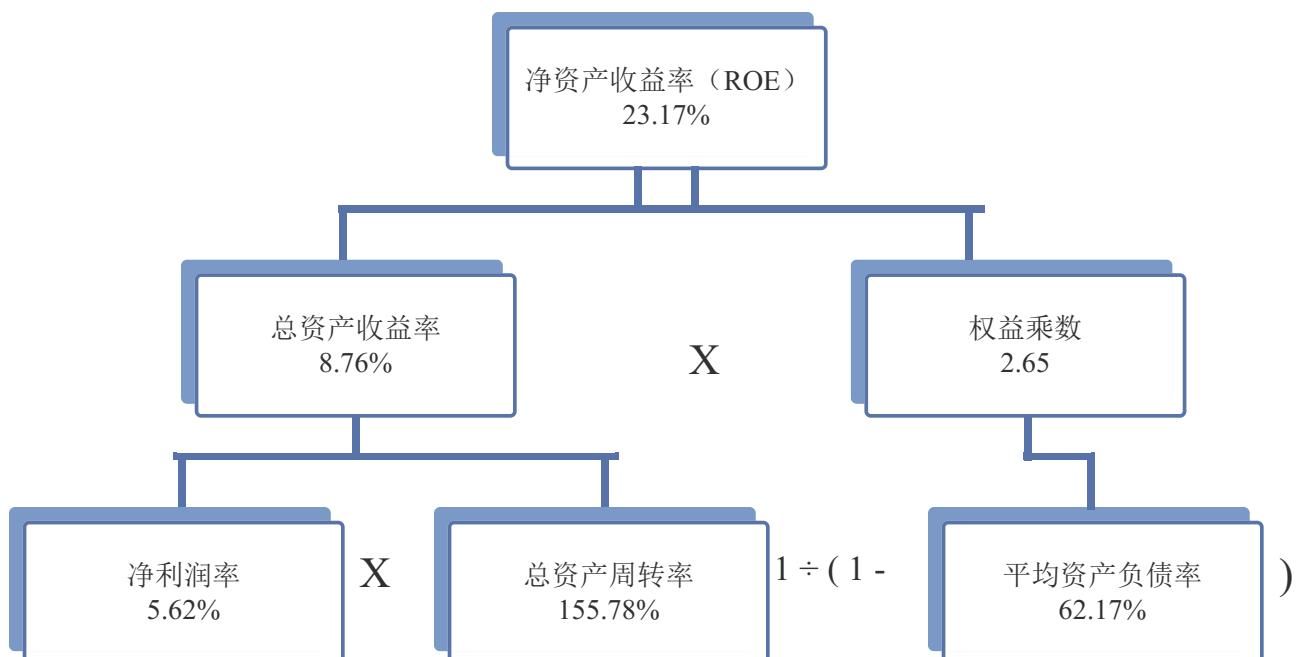 净资产收益率（ROE）
23.17%
总资产收益率
8.76%
X
权益乘数
2.65
净利润率
5.62%
X
总资产周转率
155.78%
1 ÷ ( 1 -
平均资产负债率
62.17%
)